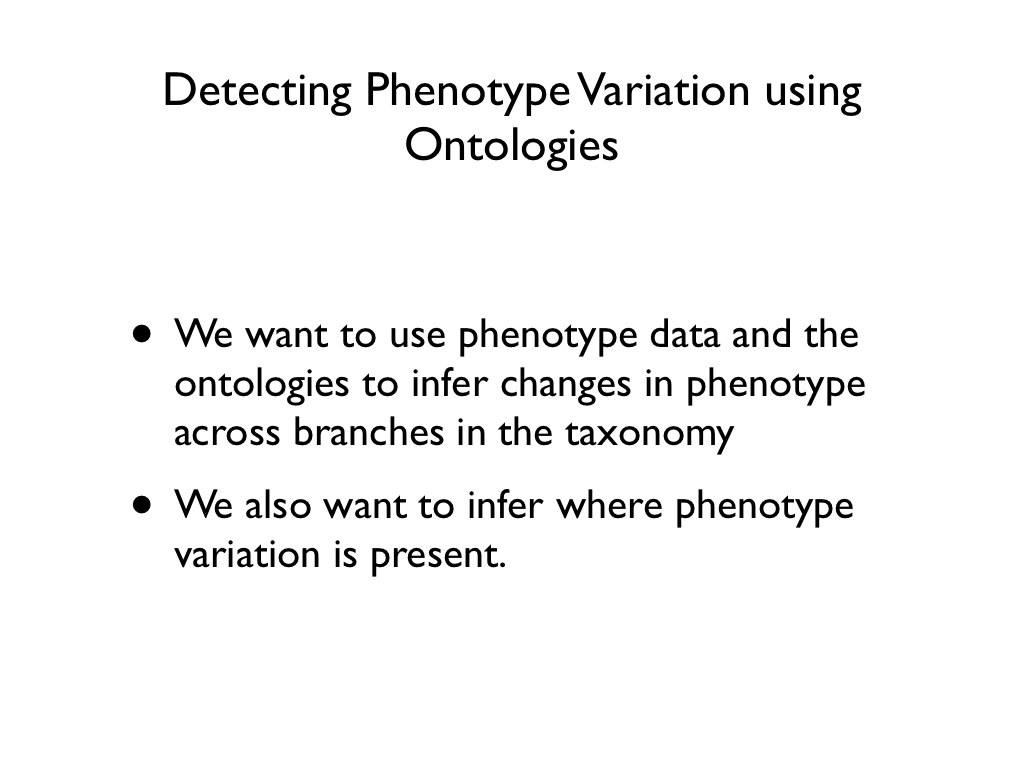 Detecting Phenotype Variation using
Ontologies
• We want to use phenotype data and the
ontologies to infer changes in phenotype
across branches in the taxonomy
• We also want to infer where phenotype
variation is present.